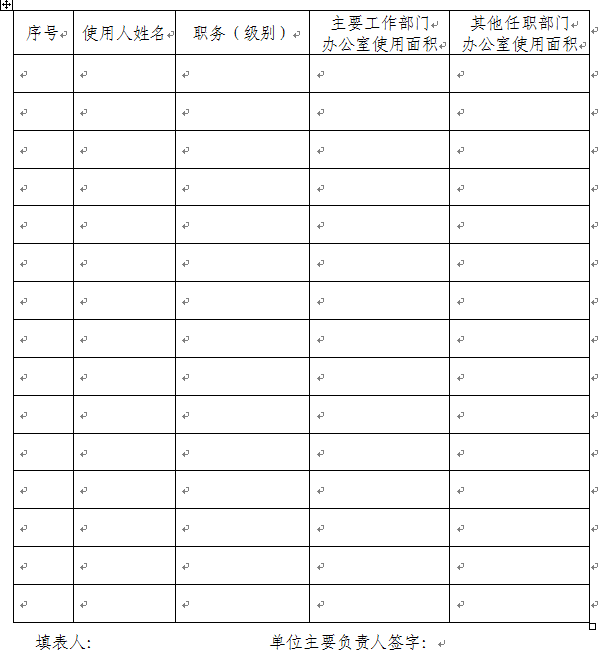 序号 使用人姓名 职务（级别） 主要工作部门 其他任职部门
办公室使用面积 办公室使用面积
填表人: 单位主要负责人签字: